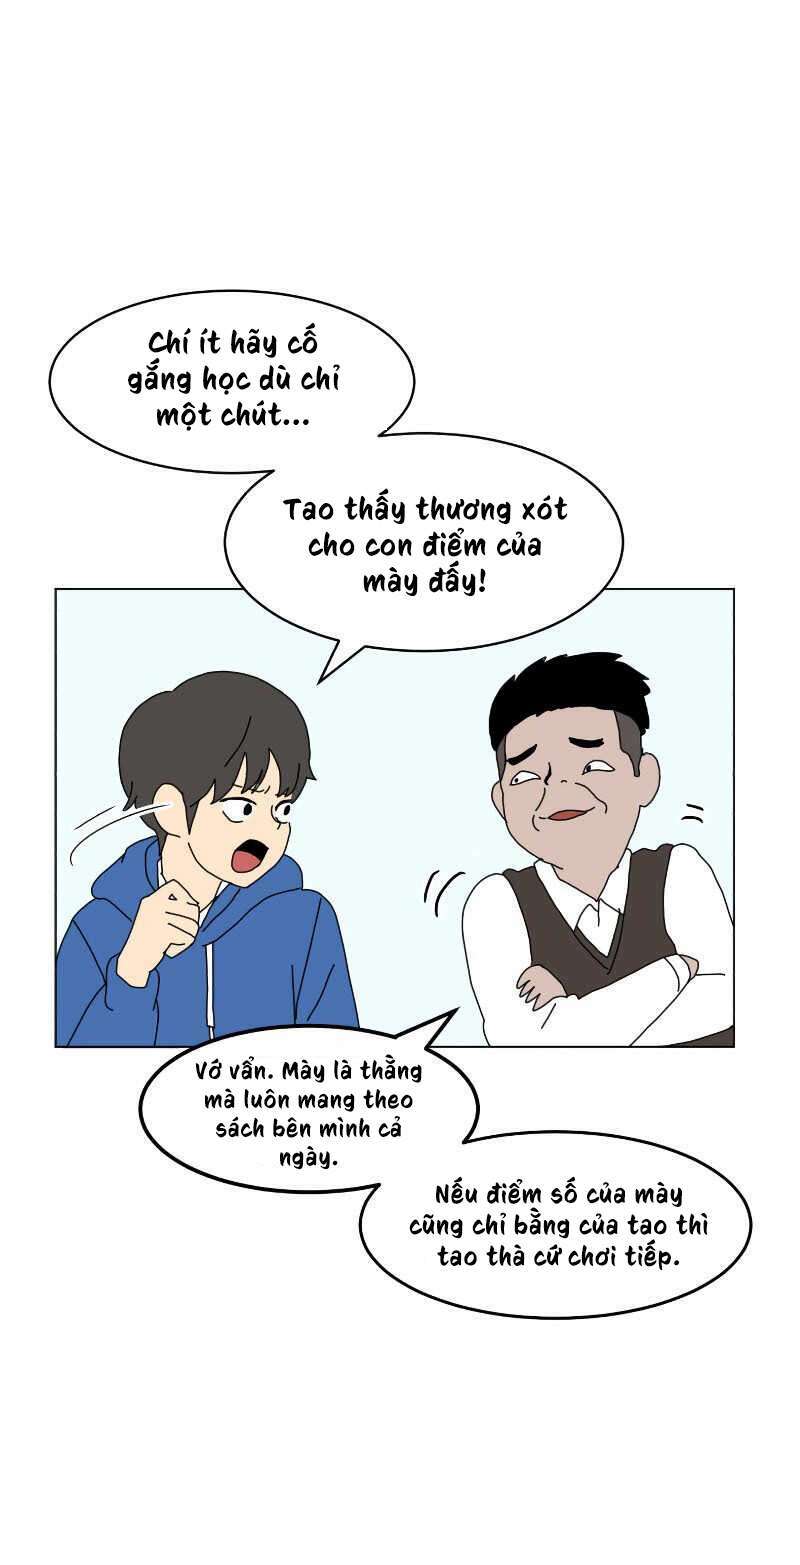 Chí ít hãy cố
gắng học dù chỉ
một chút...
Tao thấy thương xót
cho con điểm của
mày đấy!
Vớ vẩn. Mày là thằng
mà luôn mang theo
sách bên mình cả
ngày.
Nếu điểm số của mày
cũng chỉ bằng của tao thì
tao thà cứ chơi tiếp.